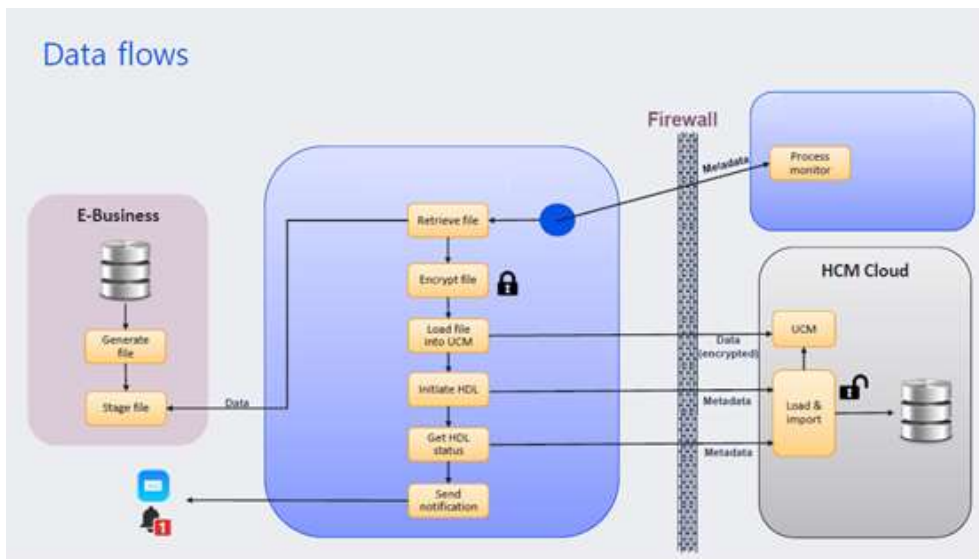 Data flows
Firewall
Metadata
Process
monitor
E-Business
Retrieve file
HCM Cloud
Encrypt file
Generate
file
Load file
into UCM
UCM
Data
(encrypted)
Stage file
Data
Initiate HDL
Metadata
Load &
import
Get HDL
status
Metadata
Send
notification
1